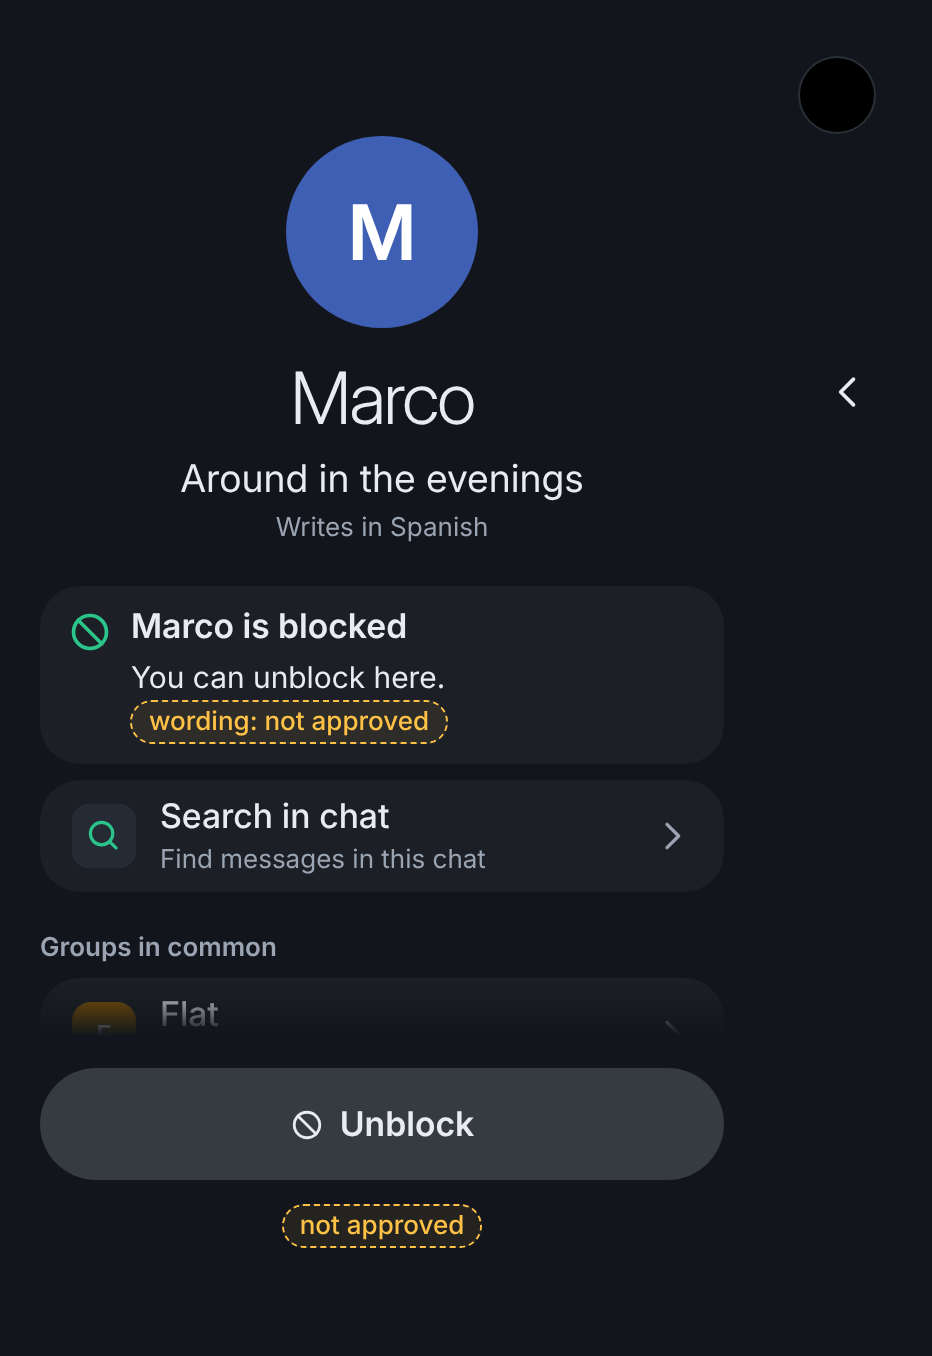 M
Marco
Around in the evenings
Writes in Spanish
Marco is blocked
You can unblock here.
wording: not approved
Search in chat
Find messages in this chat
Groups in common
Flat
Unblock
not approved